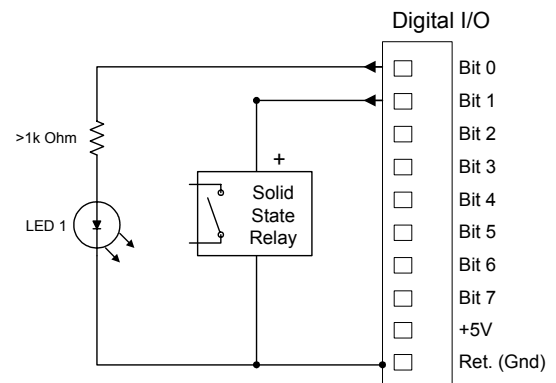 Digital I/O
Bit 0
Bit 1
Bit 2
Bit 3
Bit 4
Bit 5
Bit 6
Bit 7
+5V
Ret. (Gnd)
>1k Ohm
LED 1
+
Solid
State
Relay